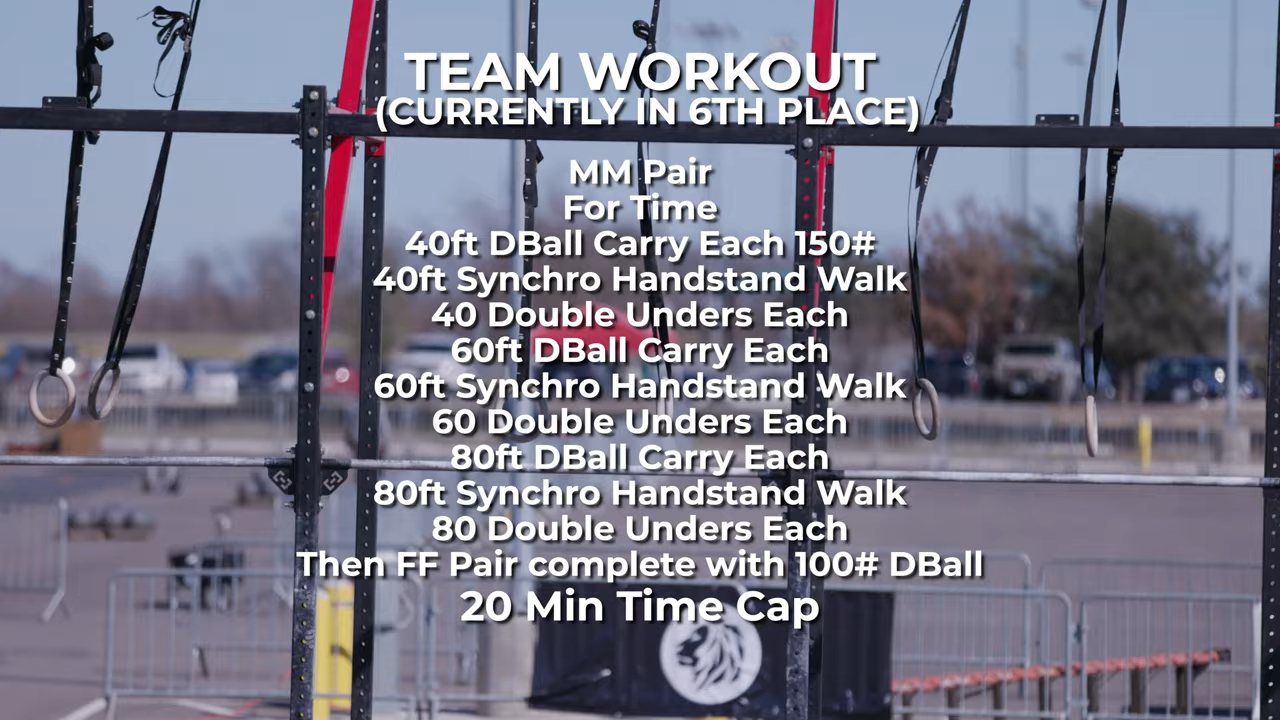 TEAM WORKOUT
(CURRENTLY IN 6TH PLACE)
MM Pair
For Time
40ft DBall Carry Each 150#
40ft Synchro Handstand Walk
40 Double Unders Each
60ft DBall Carry Each
60ft Synchro Handstand Walk
60 Double Unders Each
80ft DBall Carry Each
80ft Synchro Handstand Walk
80 Double Unders Each
Then FF Pair complete with 100# DBall
20 Min Time Cap